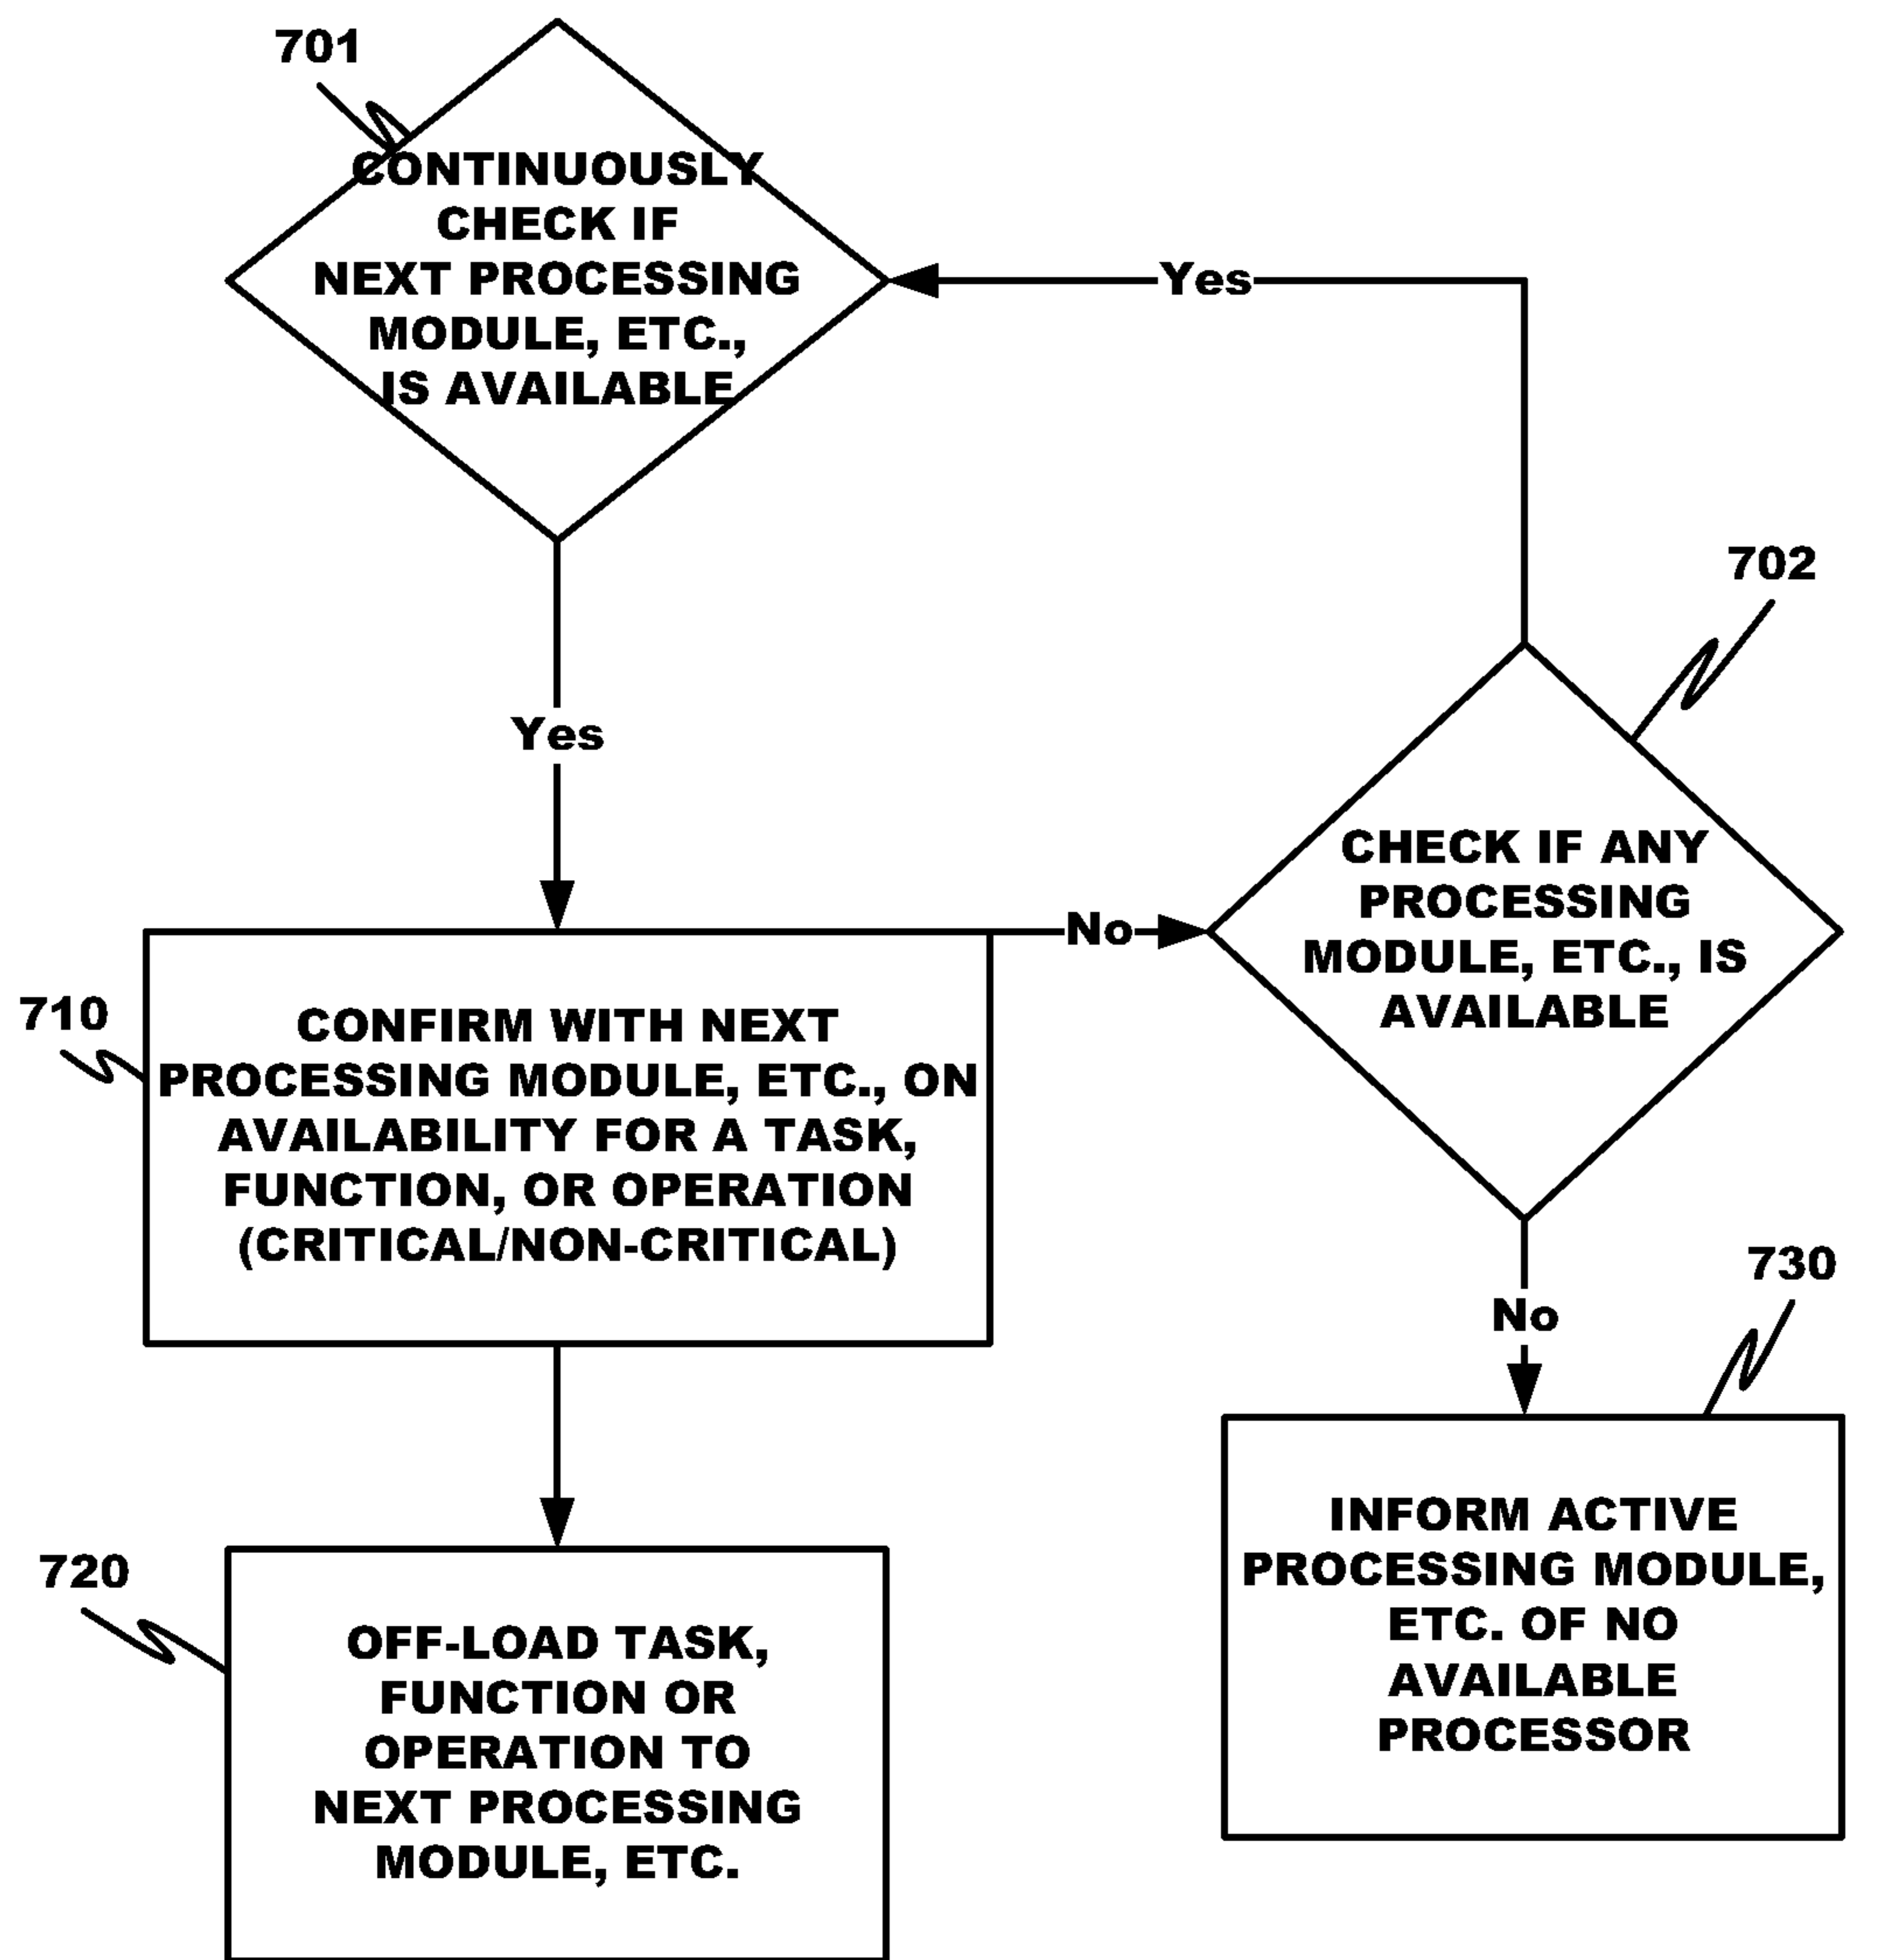 701
CONTINUOUSLY
CHECK IF
NEXT PROCESSING
MODULE, ETC.,
IS AVAILABLE
Yes
702
Yes
CHECK IF ANY
PROCESSING
MODULE, ETC., IS
AVAILABLE
No
710
CONFIRM WITH NEXT
PROCESSING MODULE, ETC., ON
AVAILABILITY FOR A TASK,
FUNCTION, OR OPERATION
(CRITICAL/NON-CRITICAL)
730
No
720
OFF-LOAD TASK,
FUNCTION OR
OPERATION TO
NEXT PROCESSING
MODULE, ETC.
INFORM ACTIVE
PROCESSING MODULE,
ETC. OF NO
AVAILABLE
PROCESSOR